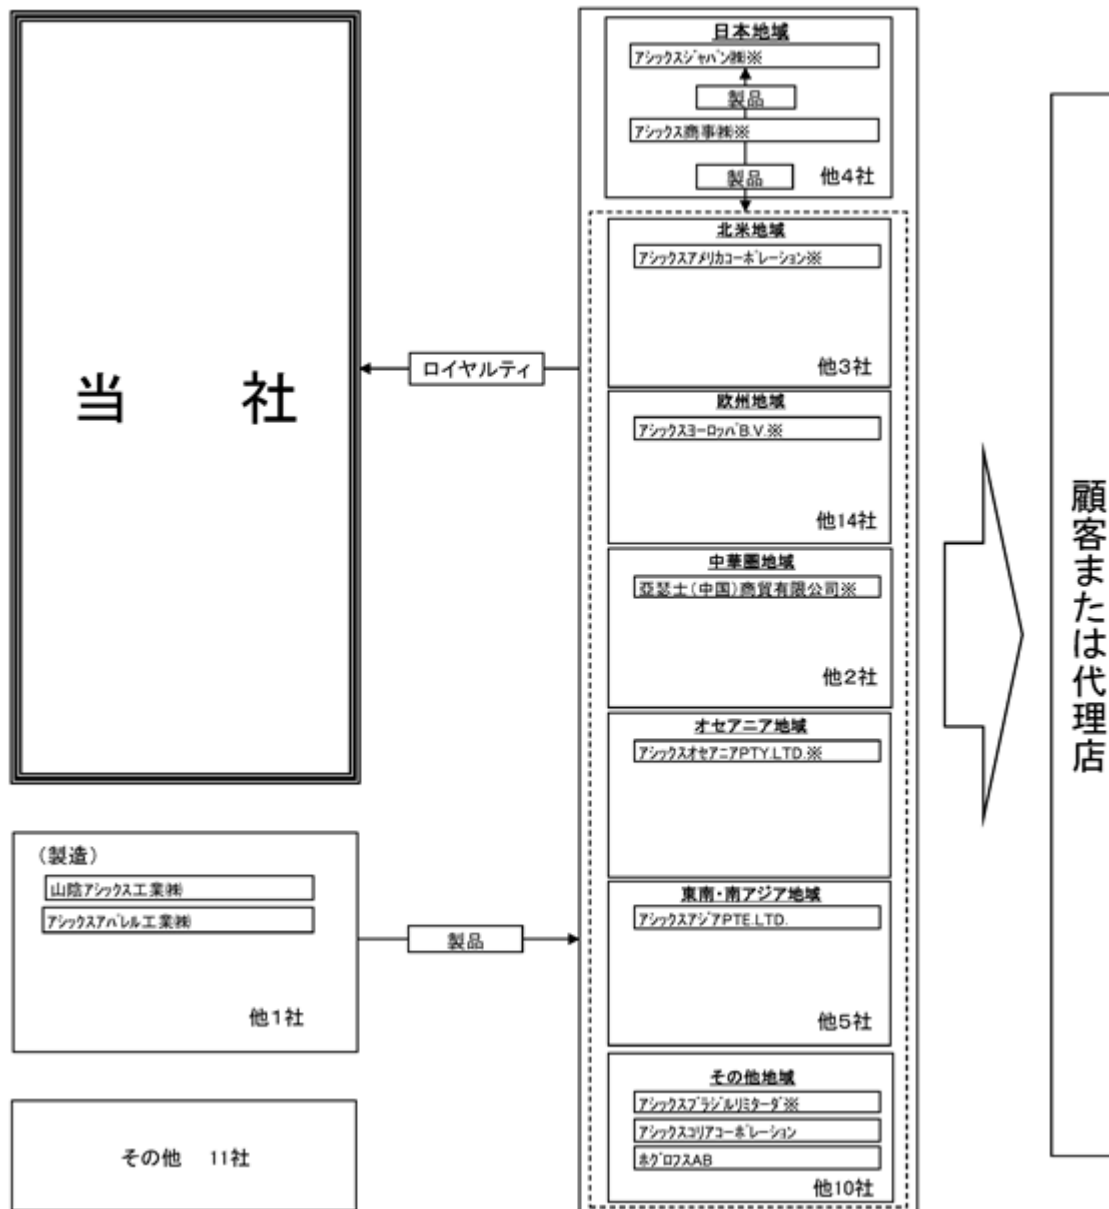 当 社
ロイヤルティ
(製造)
山陰アシックス工業㈱
アシックスアパレル工業㈱
他1社
製品
その他 11社
日本地域
アシックスジャパン㈱※
製品
アシックス商事㈱※
製品
他4社
北米地域
アシックスアメリカコーポレーション※
他3社
欧州地域
アシックスヨーロッパB.V.※
他14社
中華圏地域
亞瑟士(中国)商貿有限公司※
他2社
オセアニア地域
アシックスオセアニアPTY.LTD.※
東南・南アジア地域
アシックスアジアPTE.LTD.
他5社
その他地域
アシックスブラジルリミターダ※
アシックスコリアコーポレーション
ホグロフスAB
他10社
顧客または代理店